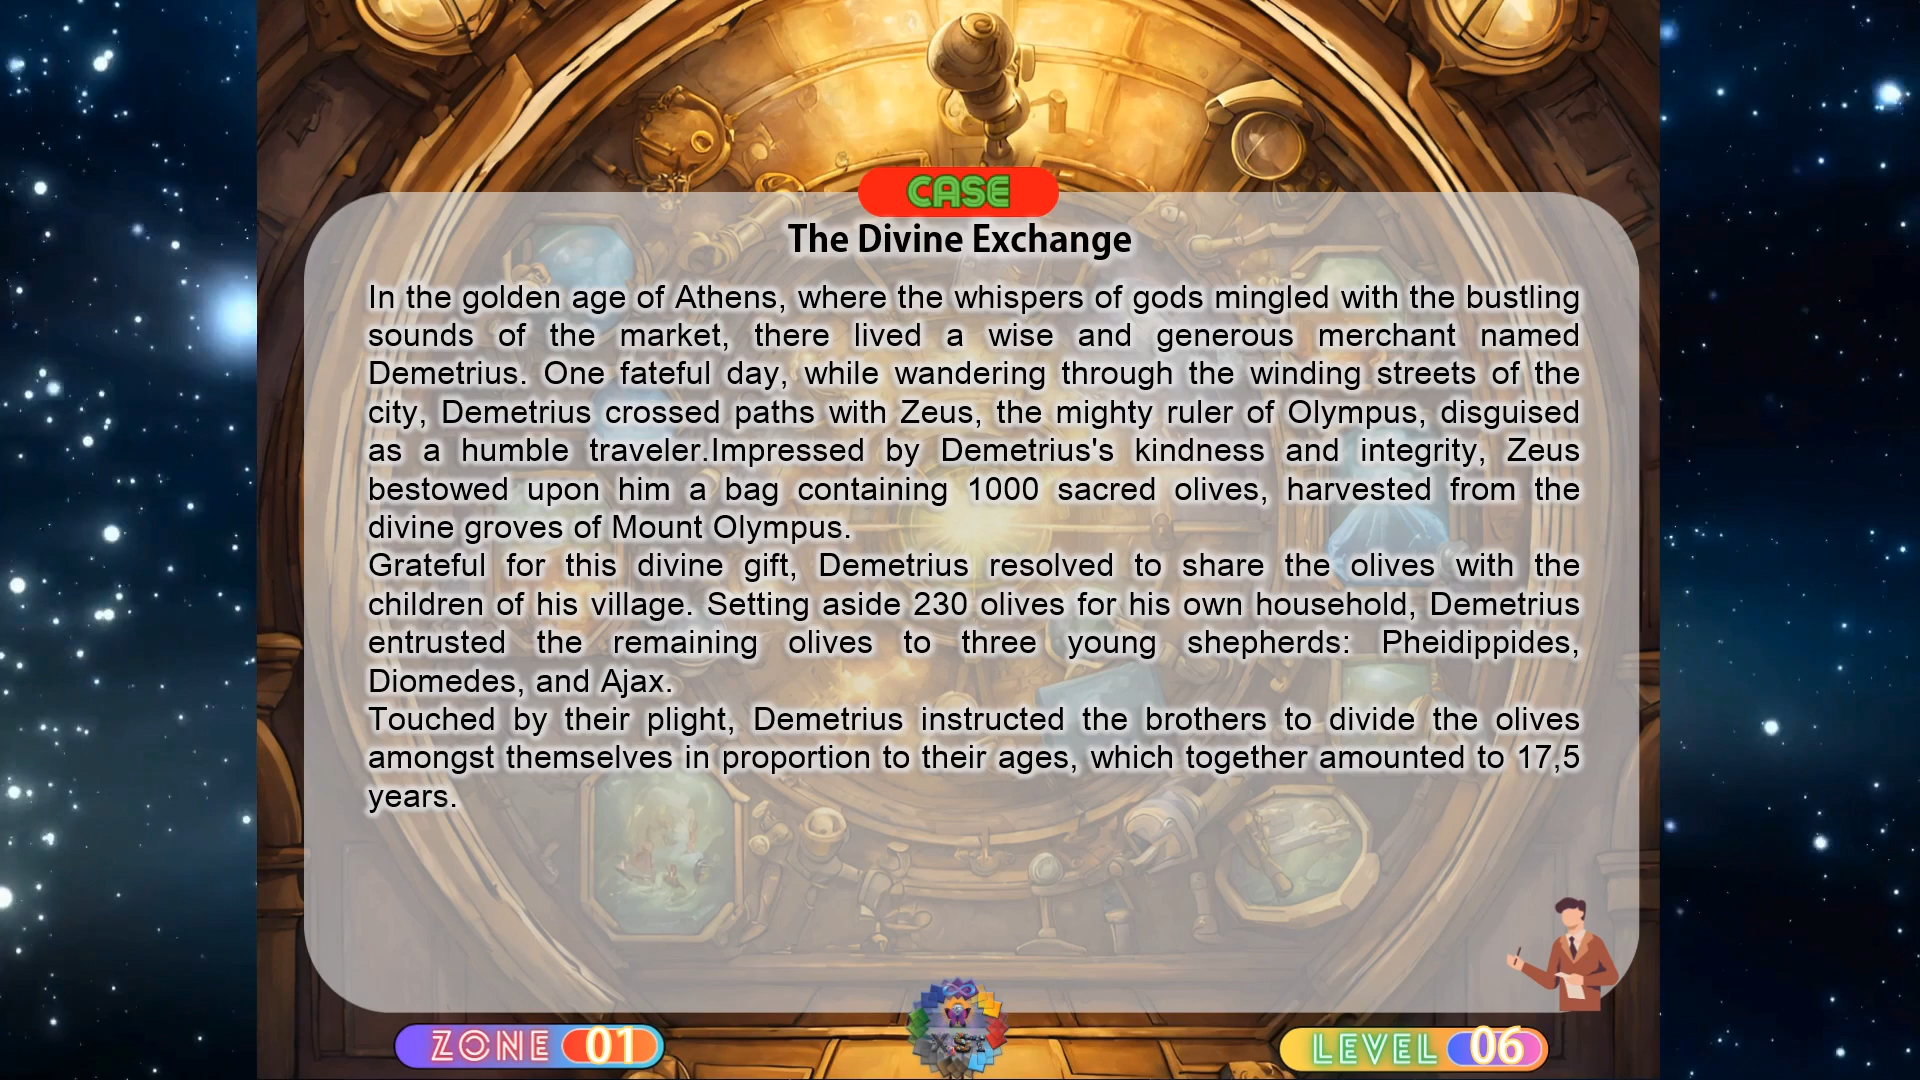 CASE
The Divine Exchange
In the golden age of Athens, where the whispers of gods mingled with the bustling
sounds of the market, there lived a wise and generous merchant named
Demetrius. One fateful day, while wandering through the winding streets of the
city, Demetrius crossed paths with Zeus, the mighty ruler of Olympus, disguised
as a humble traveler.Impressed by Demetrius's kindness and integrity, Zeus
bestowed upon him a bag containing 1000 sacred olives, harvested from the
divine groves of Mount Olympus.
Grateful for this divine gift, Demetrius resolved to share the olives with the
children of his village. Setting aside 230 olives for his own household, Demetrius
entrusted the remaining olives to three young shepherds: Pheidippides,
Diomedes, and Ajax.
Touched by their plight, Demetrius instructed the brothers to divide the olives
amongst themselves in proportion to their ages, which together amounted to 17,5
years.
ZONE 01
LEVEL 06